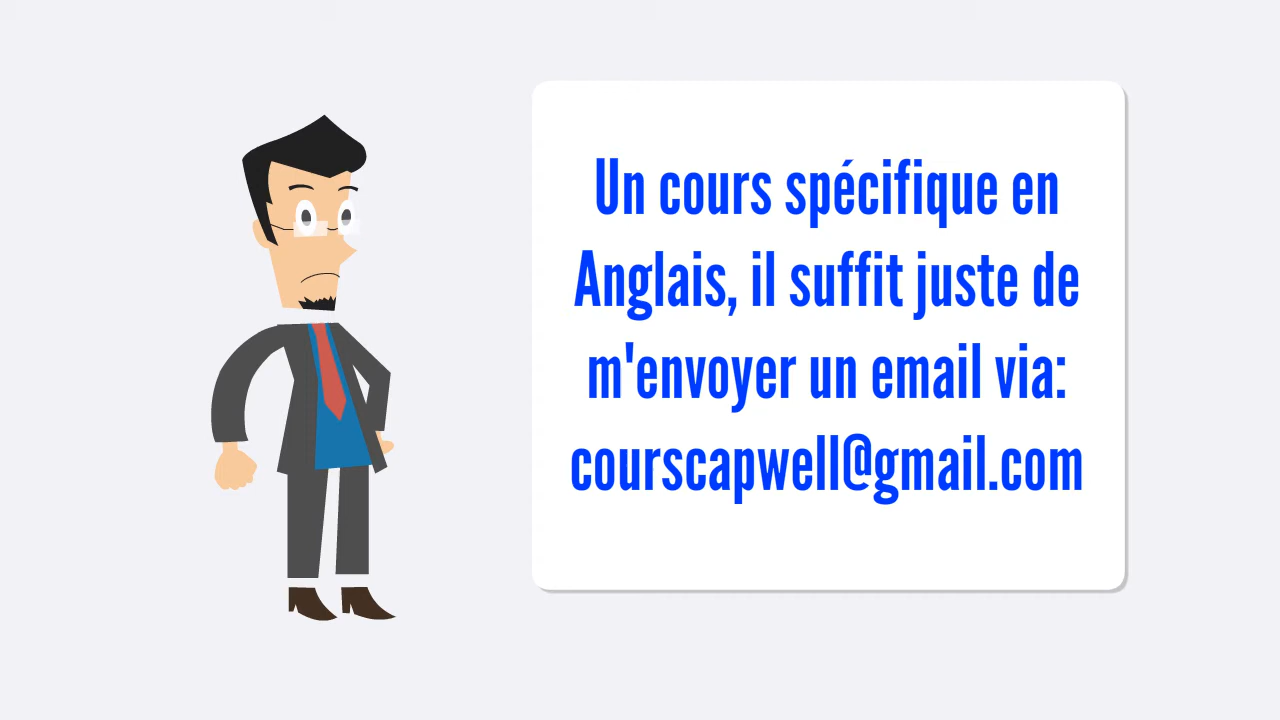 Un cours spécifique en
Anglais, il suffit juste de
m'envoyer un email via:
courscapwell@gmail.com